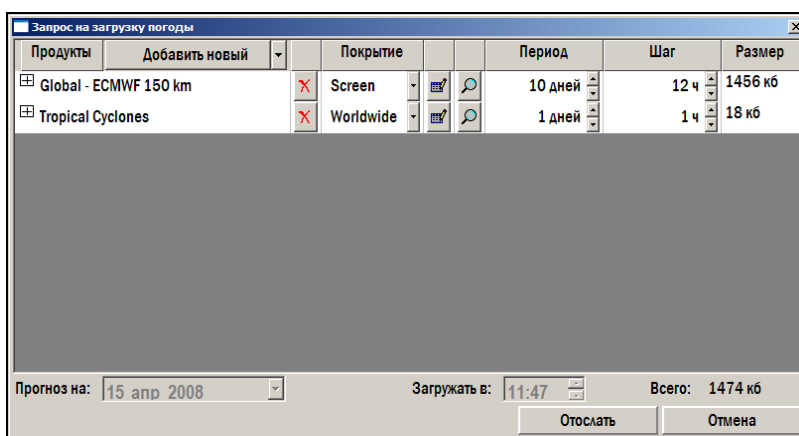 Запрос на загрузку погоды
Продукты Добавить новый Покрытие Период Шаг Размер
Global - ECMWF 150 km Screen 10 дней 12 ч 1456 кб
Tropical Cyclones Worldwide 1 дней 1 ч 18 кб
Прогноз на: 15 апр 2008 Загружать в: 11:47 Всего: 1474 кб
Отослать Отмена